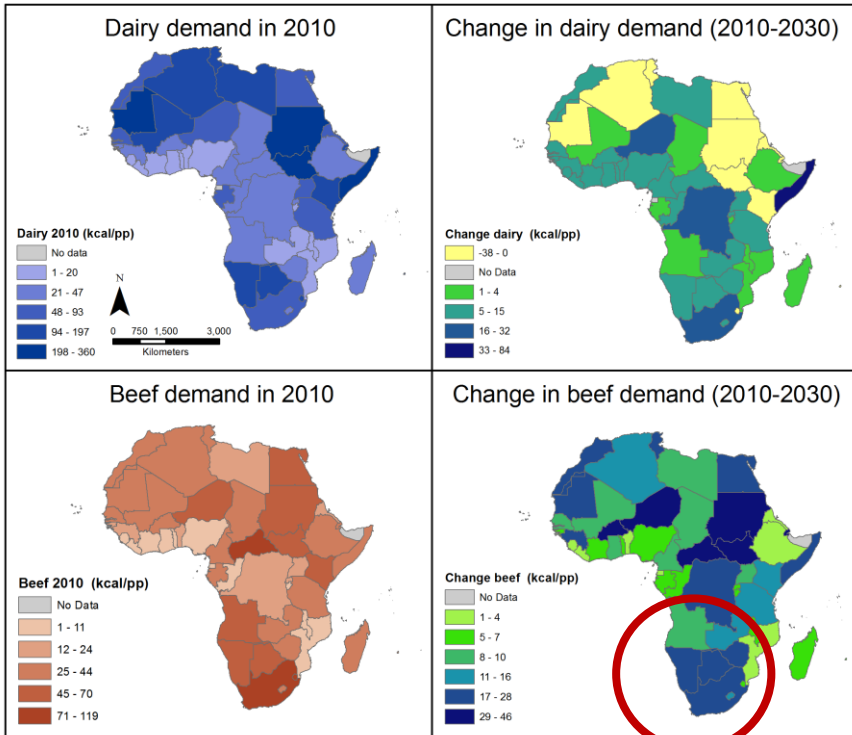 Dairy demand in 2010
Dairy 2010 (kcal/pp)
No data
1 - 20
21 - 47
48 - 93
94 - 197
198 - 360
N
0 750 1,500 3,000
Kilometers
Change in dairy demand (2010-2030)
Change dairy (kcal/pp)
-38 - 0
No Data
1 - 4
5 - 15
16 - 32
33 - 84
Beef demand in 2010
Beef 2010 (kcal/pp)
No Data
1 - 11
12 - 24
25 - 44
45 - 70
71 - 119
Change in beef demand (2010-2030)
Change beef (kcal/pp)
No Data
1 - 4
5 - 7
8 - 10
11 - 16
17 - 28
29 - 46